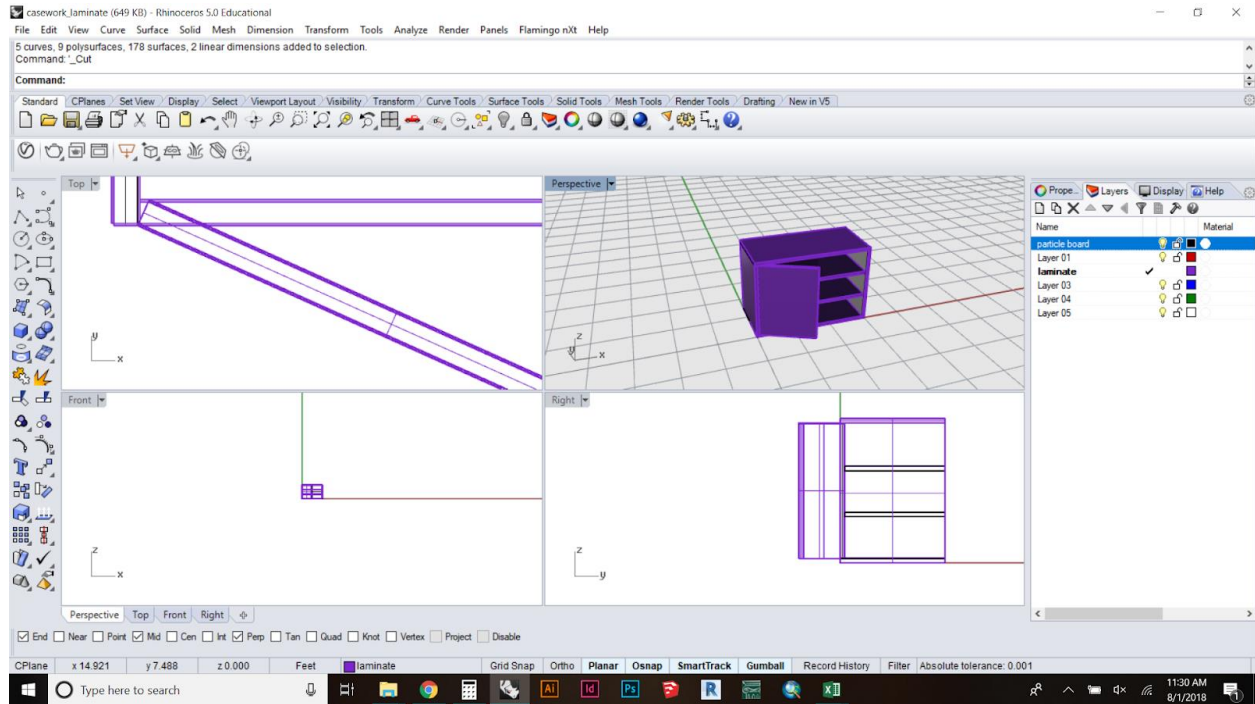 casework_laminate (649 KB) - Rhinoceros 5.0 Educational
File Edit View Curve Surface Solid Mesh Dimension Transform Tools Analyze Render Panels Flamingo nXt Help
5 curves, 9 polysurfaces, 178 surfaces, 2 linear dimensions added to selection.
Command: '_Cut
Command:
Standard CPlanes Set View Display Select Viewport Layout Visibility Transform Curve Tools Surface Tools Solid Tools Mesh Tools Render Tools Drafting New in V5
Top
Perspective
Prope... Layers Display Help
Name Material
particle board
Layer 01
laminate
Layer 03
Layer 04
Layer 05
y
x
z
y
x
Front
Right
z
x
z
y
Perspective Top Front Right
End Near Point Mid Cen Int Perp Tan Quad Knot Vertex Project Disable
CPlane x 14.921 y 7.488 z 0.000 Feet laminate Grid Snap Ortho Planar Osnap SmartTrack Gumball Record History Filter Absolute tolerance: 0.001
Type here to search
Ai
Id
Ps
R
11:30 AM
8/1/2018
1